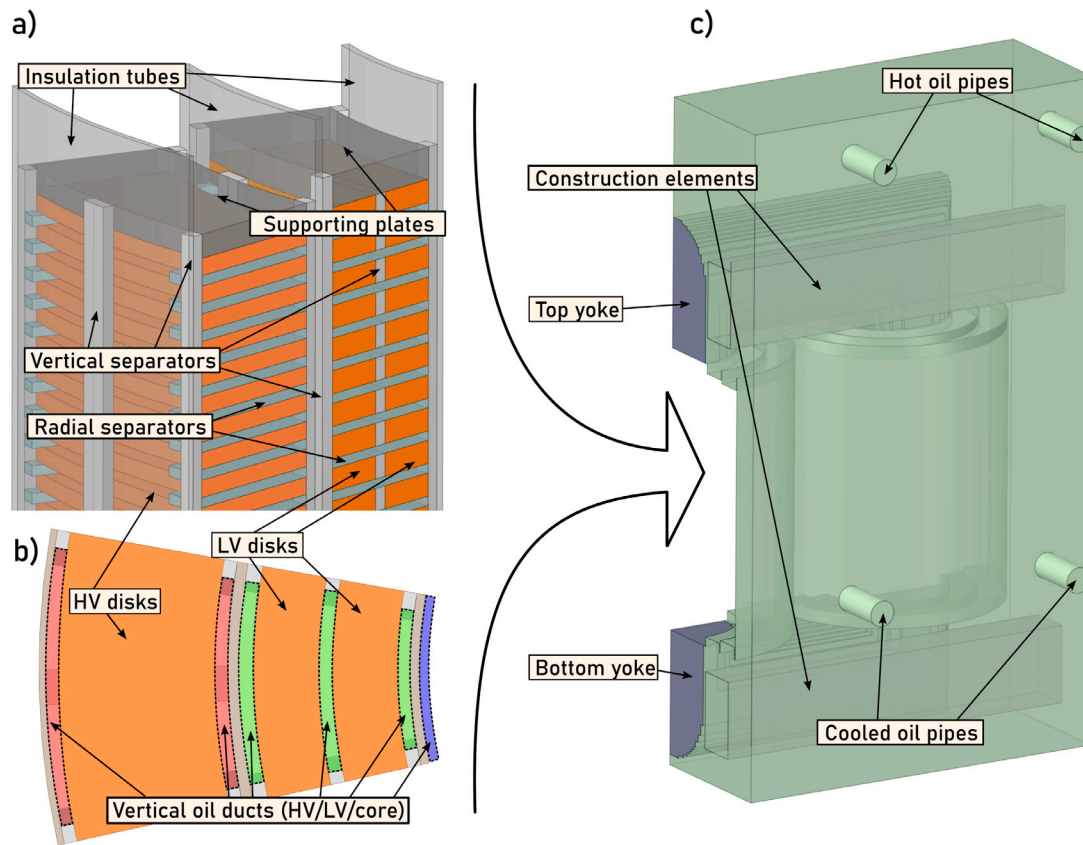 a)
Insulation tubes
Supporting plates
Vertical separators
Radial separators
b)
LV disks
HV disks
Vertical oil ducts (HV/LV/core)
c)
Hot oil pipes
Construction elements
Top yoke
Bottom yoke
Cooled oil pipes